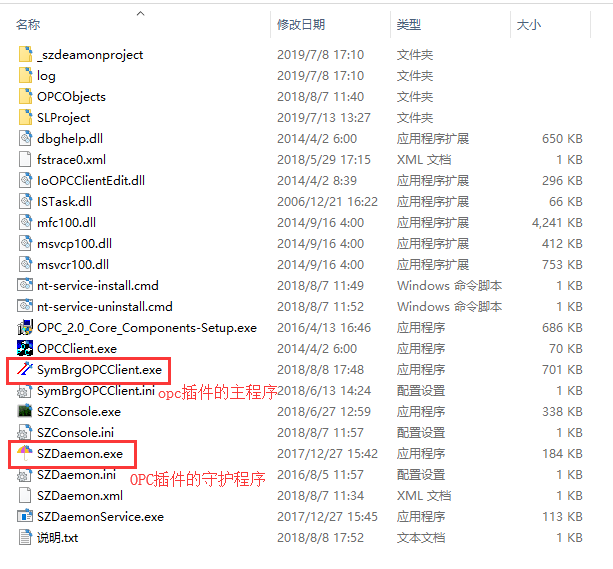 名称 修改日期 类型 大小
_szdeamonproject 2019/7/8 17:10 文件夹
log 2019/7/8 17:10 文件夹
OPCObjects 2018/8/7 11:40 文件夹
SLProject 2019/7/13 13:27 文件夹
dbghelp.dll 2014/4/2 6:00 应用程序扩展 650 KB
fstrace0.xml 2018/5/29 17:15 XML 文档 1 KB
IoOPCClientEdit.dll 2014/4/2 8:39 应用程序扩展 296 KB
ISTask.dll 2006/12/21 16:22 应用程序扩展 66 KB
mfc100.dll 2014/9/16 4:00 应用程序扩展 4,241 KB
msvcp100.dll 2014/9/16 4:00 应用程序扩展 412 KB
msvcr100.dll 2014/9/16 4:00 应用程序扩展 753 KB
nt-service-install.cmd 2018/8/7 11:49 Windows 命令脚本 1 KB
nt-service-uninstall.cmd 2018/8/7 11:52 Windows 命令脚本 1 KB
OPC_2.0_Core_Components-Setup.exe 2016/4/13 16:46 应用程序 686 KB
OPCClient.exe 2014/4/2 6:00 应用程序 70 KB
SymBrgOPCClient.exe 2018/8/8 17:48 应用程序 701 KB
SymBrgOPCClient.ini 2018/6/13 14:24 配置设置 1 KB
opc插件的主程序
SZConsole.exe 2018/6/27 12:59 应用程序 338 KB
SZConsole.ini 2018/8/7 11:57 配置设置 1 KB
SZDaemon.exe 2017/12/27 15:42 应用程序 184 KB
SZDaemon.ini 2016/8/5 11:57 配置设置 1 KB
OPC插件的守护程序
SZDaemon.xml 2018/8/7 11:34 XML 文档 1 KB
SZDaemonService.exe 2017/12/27 15:45 应用程序 113 KB
说明.txt 2018/8/8 17:52 文本文档 1 KB